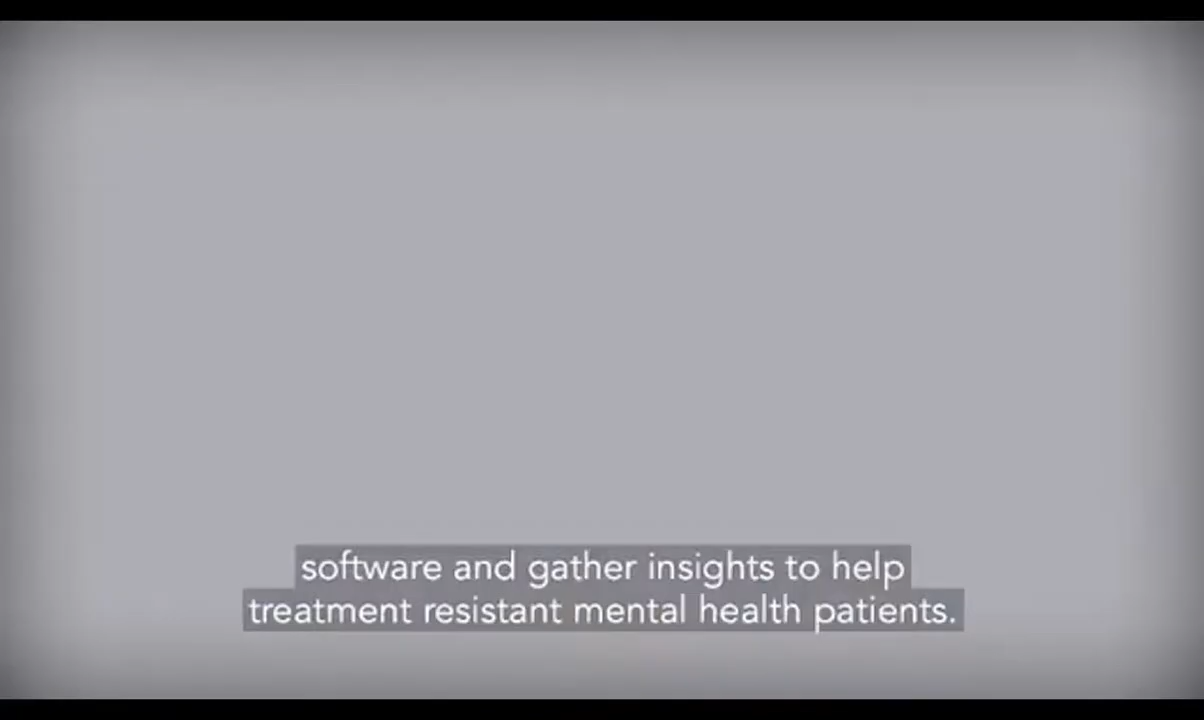 software and gather insights to help
treatment resistant mental health patients.